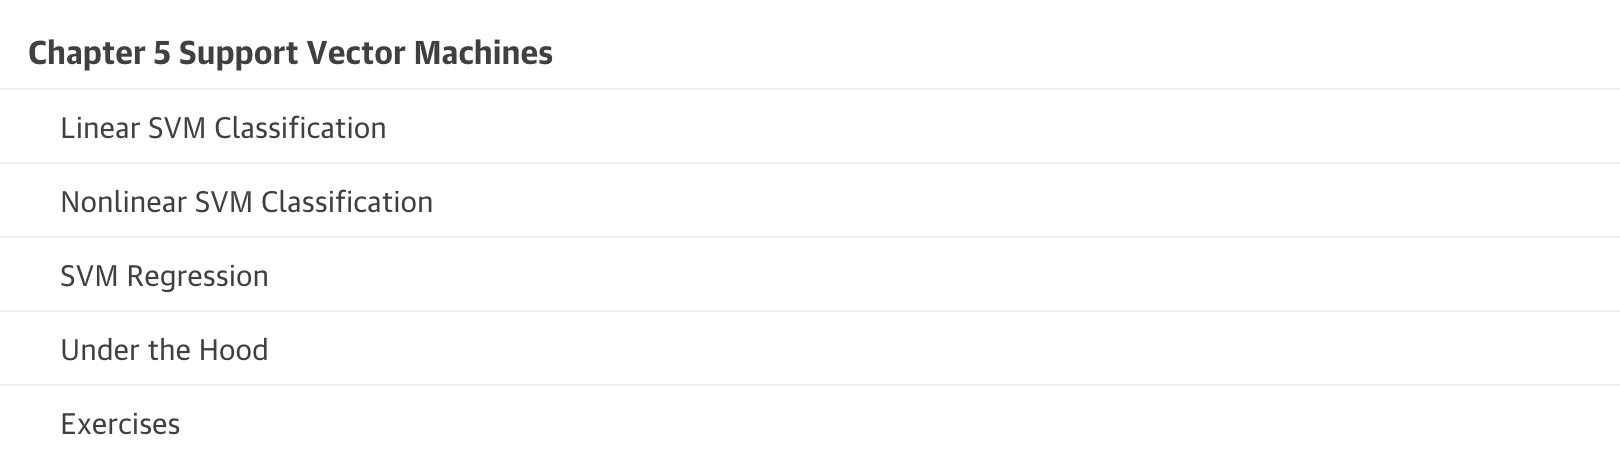 Chapter 5 Support Vector Machines
Linear SVM Classification
Nonlinear SVM Classification
SVM Regression
Under the Hood
Exercises